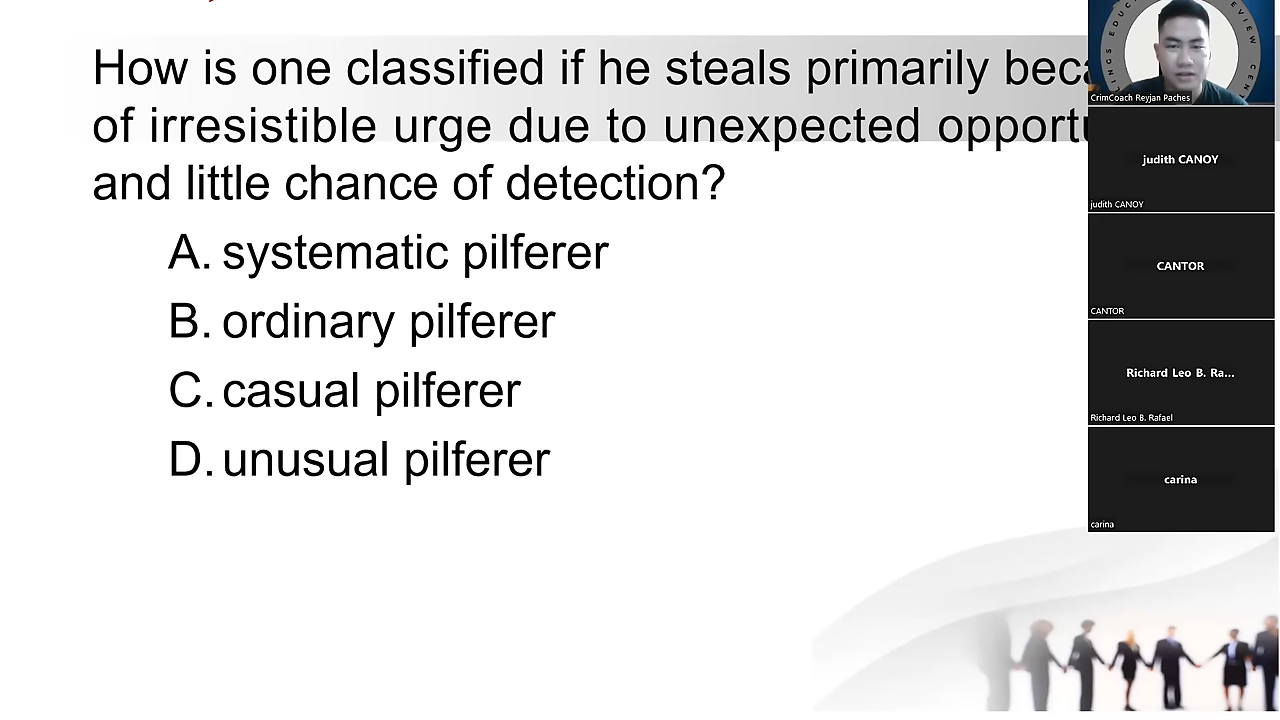 How is one classified if he steals primarily
of irresistible urge due to unexpected
and little chance of detection?
A. systematic pilferer
B. ordinary pilferer
C. casual pilferer
D. unusual pilferer
CrimCoach Reyjan Paches
judith CANOY
judith CANOY
CANTOR
CANTOR
Richard Leo B. Ra...
Richard Leo B. Rafael
carina
carina